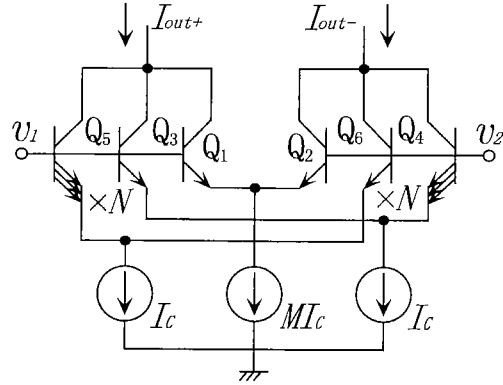 Iout+ Iout−
v1 Q5 Q3 Q1 Q2 Q6 Q4 v2
×N ×N
Ic MIc Ic